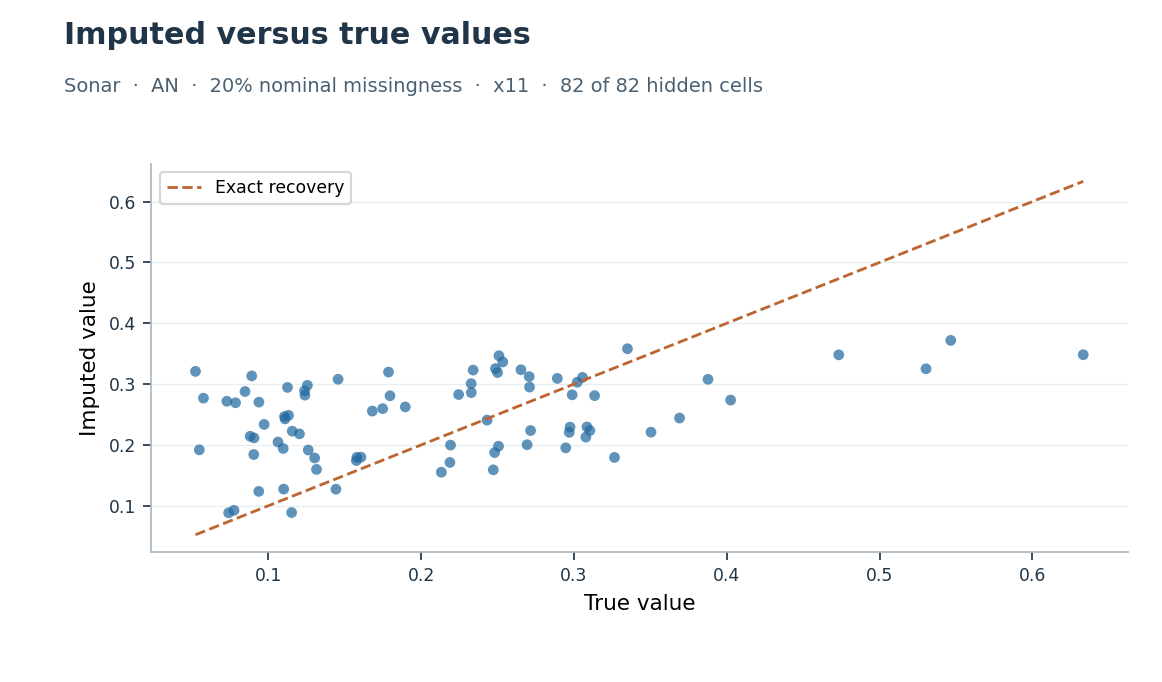 Imputed versus true values
Sonar · AN · 20% nominal missingness · x11 · 82 of 82 hidden cells
Exact recovery
0.6
0.5
0.4
0.3
0.2
0.1
Imputed value
0.1 0.2 0.3 0.4 0.5 0.6
True value